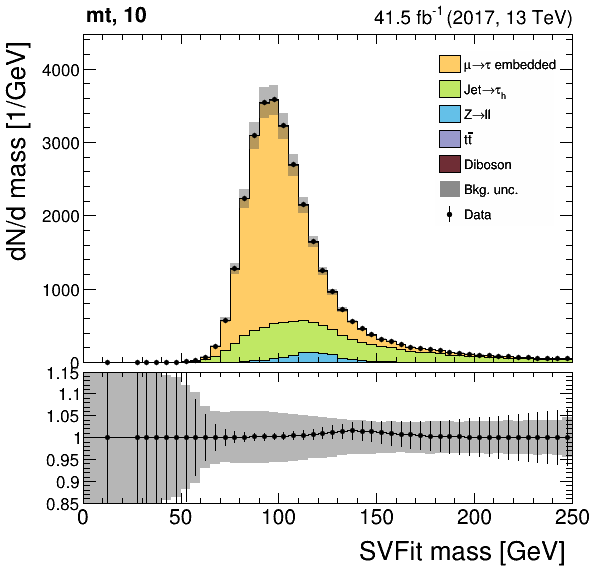 mt, 10
41.5 fb⁻¹ (2017, 13 TeV)
dN/d mass [1/GeV]
4000
3000
2000
1000
0
μ→τ embedded
Jet→τₕ
Z→ll
tt̄
Diboson
Bkg. unc.
Data
1.15
1.1
1.05
1
0.95
0.9
0.85
0 50 100 150 200 250
SVFit mass [GeV]